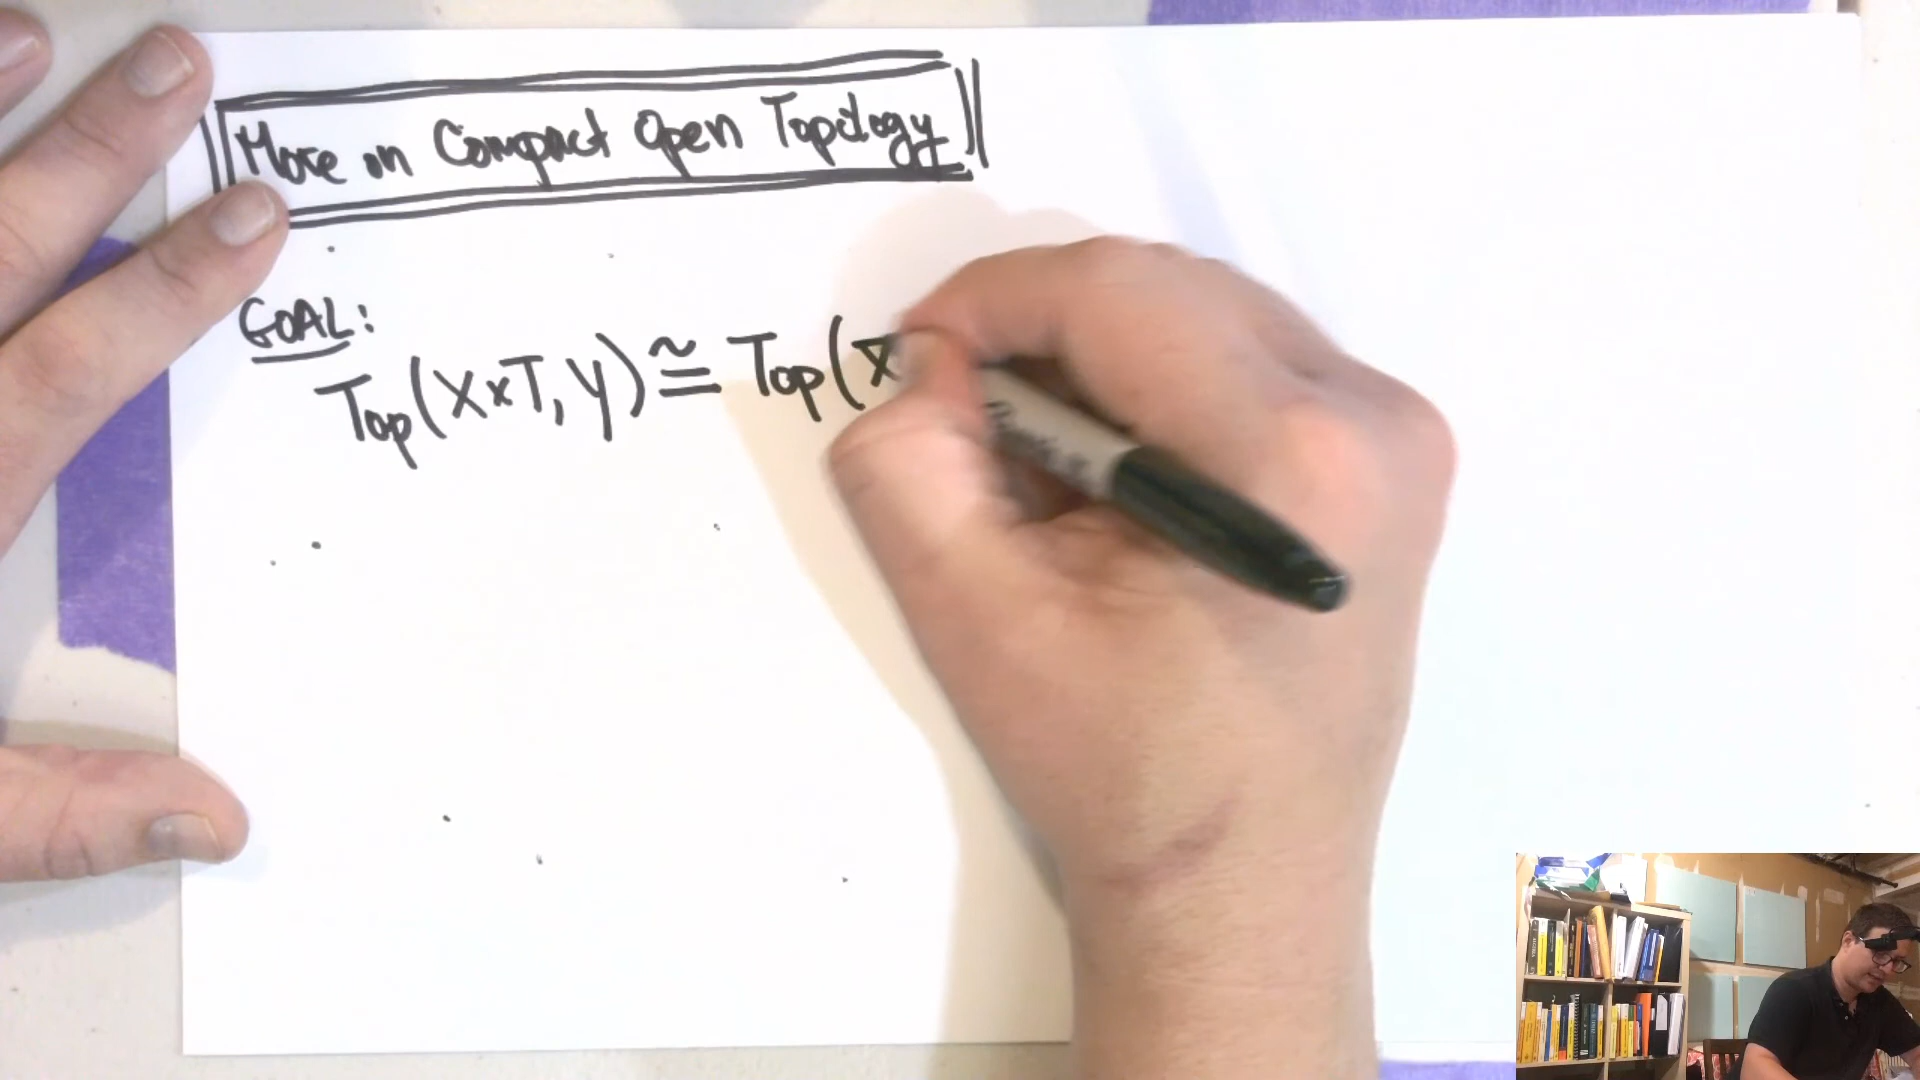 More on Compact Open Topology
GOAL:
Top(X×T, Y) ≅ Top(X